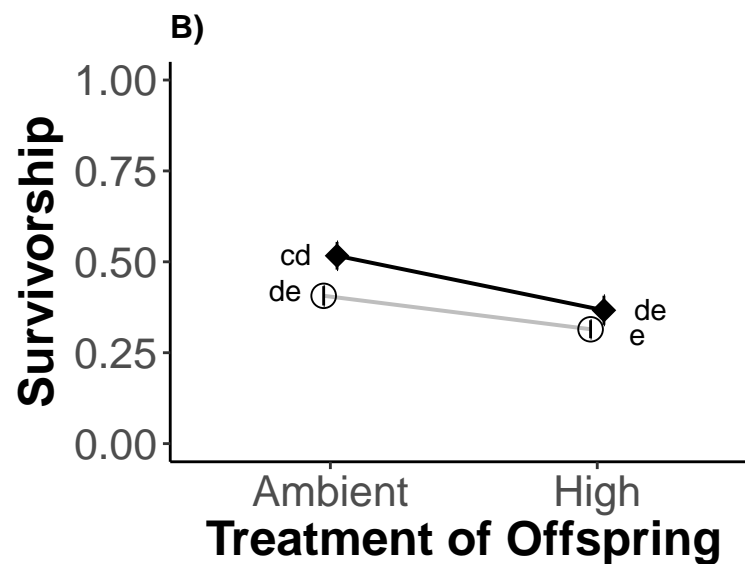 B)
Survivorship
1.00
0.75
0.50
0.25
0.00
cd
de
de
e
Ambient High
Treatment of Offspring